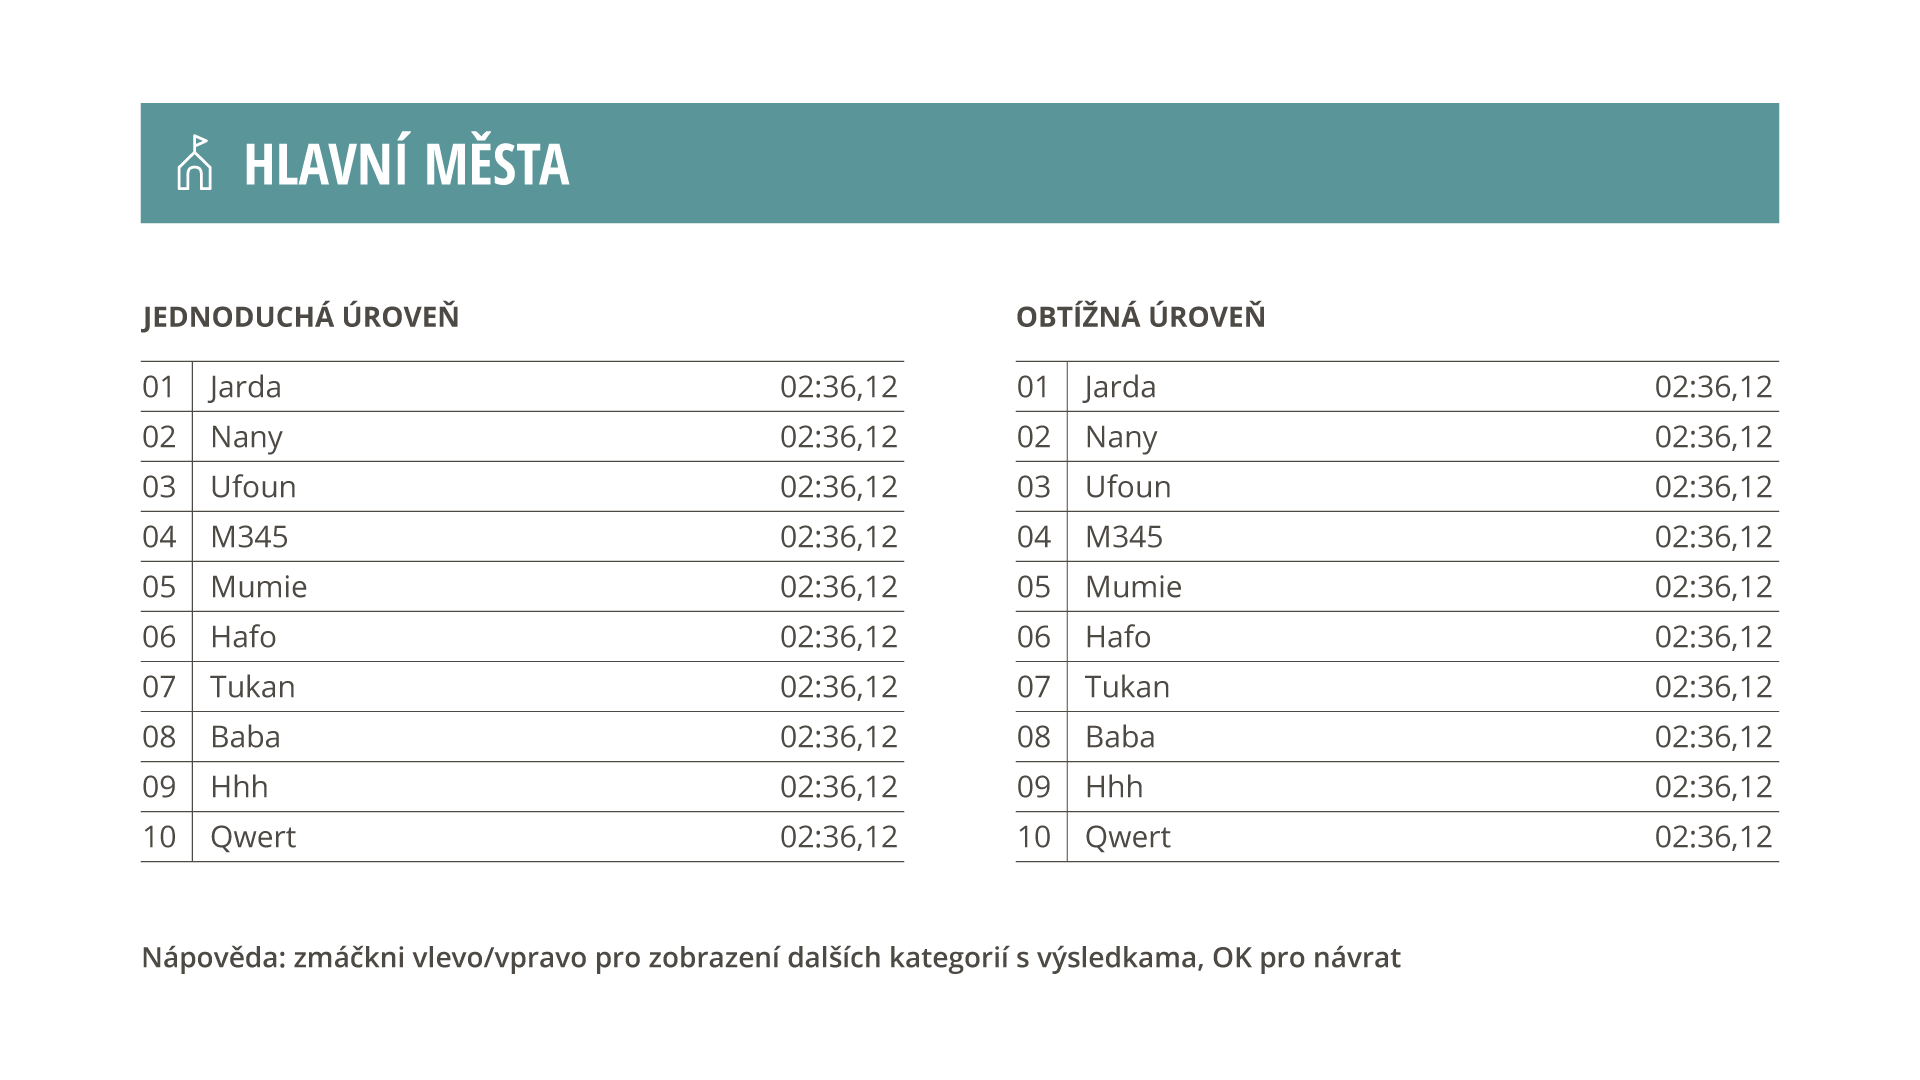 HLAVNÍ MĚSTA
JEDNODUCHÁ ÚROVEŇ
01 Jarda 02:36,12
02 Nany 02:36,12
03 Ufoun 02:36,12
04 M345 02:36,12
05 Mumie 02:36,12
06 Hafo 02:36,12
07 Tukan 02:36,12
08 Baba 02:36,12
09 Hhh 02:36,12
10 Qwert 02:36,12
OBTÍŽNÁ ÚROVEŇ
01 Jarda 02:36,12
02 Nany 02:36,12
03 Ufoun 02:36,12
04 M345 02:36,12
05 Mumie 02:36,12
06 Hafo 02:36,12
07 Tukan 02:36,12
08 Baba 02:36,12
09 Hhh 02:36,12
10 Qwert 02:36,12
Nápověda: zmáčkni vlevo/vpravo pro zobrazení dalších kategorií s výsledkama, OK pro návrat